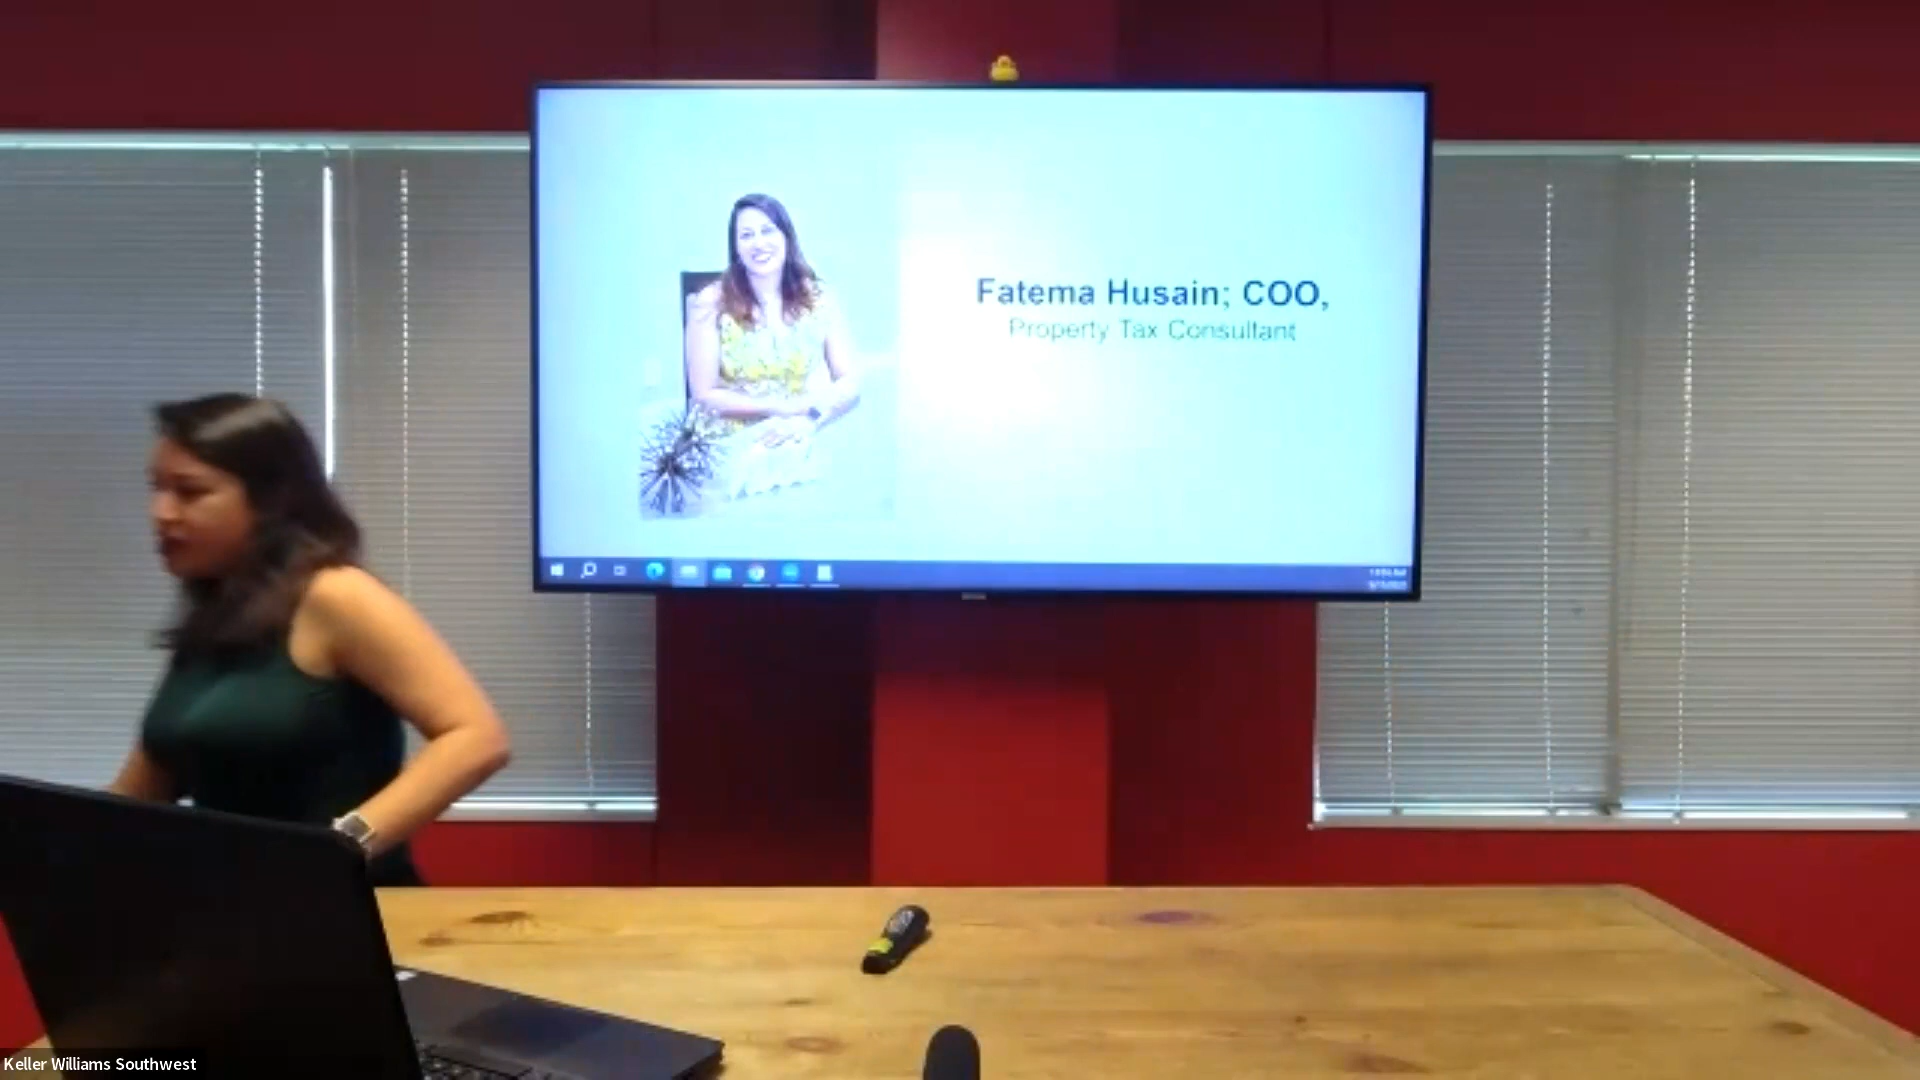 Fatema Husain; COO,
Property Tax Consultant
Keller Williams Southwest